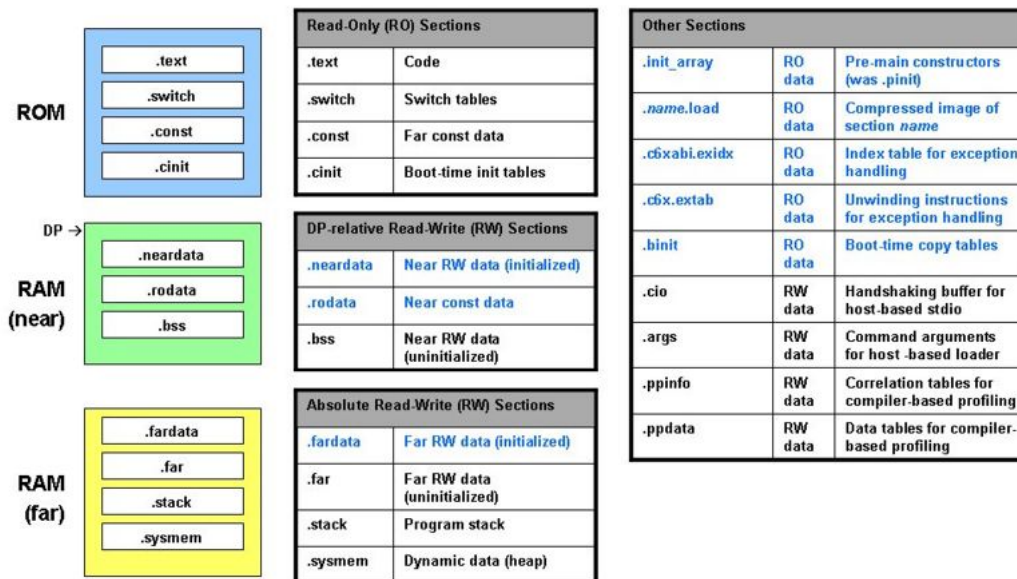 ROM
.text
.switch
.const
.cinit
DP →
RAM
(near)
.neardata
.rodata
.bss
RAM
(far)
.fardata
.far
.stack
.sysmem
Read-Only (RO) Sections
.text Code
.switch Switch tables
.const Far const data
.cinit Boot-time init tables
DP-relative Read-Write (RW) Sections
.neardata Near RW data (initialized)
.rodata Near const data
.bss Near RW data
(uninitialized)
Absolute Read-Write (RW) Sections
.fardata Far RW data (initialized)
.far Far RW data
(uninitialized)
.stack Program stack
.sysmem Dynamic data (heap)
Other Sections
.init_array RO Pre-main constructors
data (was .pinit)
.name.load RO Compressed image of
data section name
.c6xabi.exidx RO Index table for exception
data handling
.c6x.extab RO Unwinding instructions
data for exception handling
.binit RO Boot-time copy tables
data
.cio RW Handshaking buffer for
data host-based stdio
.args RW Command arguments
data for host -based loader
.ppinfo RW Correlation tables for
data compiler-based profiling
.ppdata RW Data tables for compiler-
data based profiling